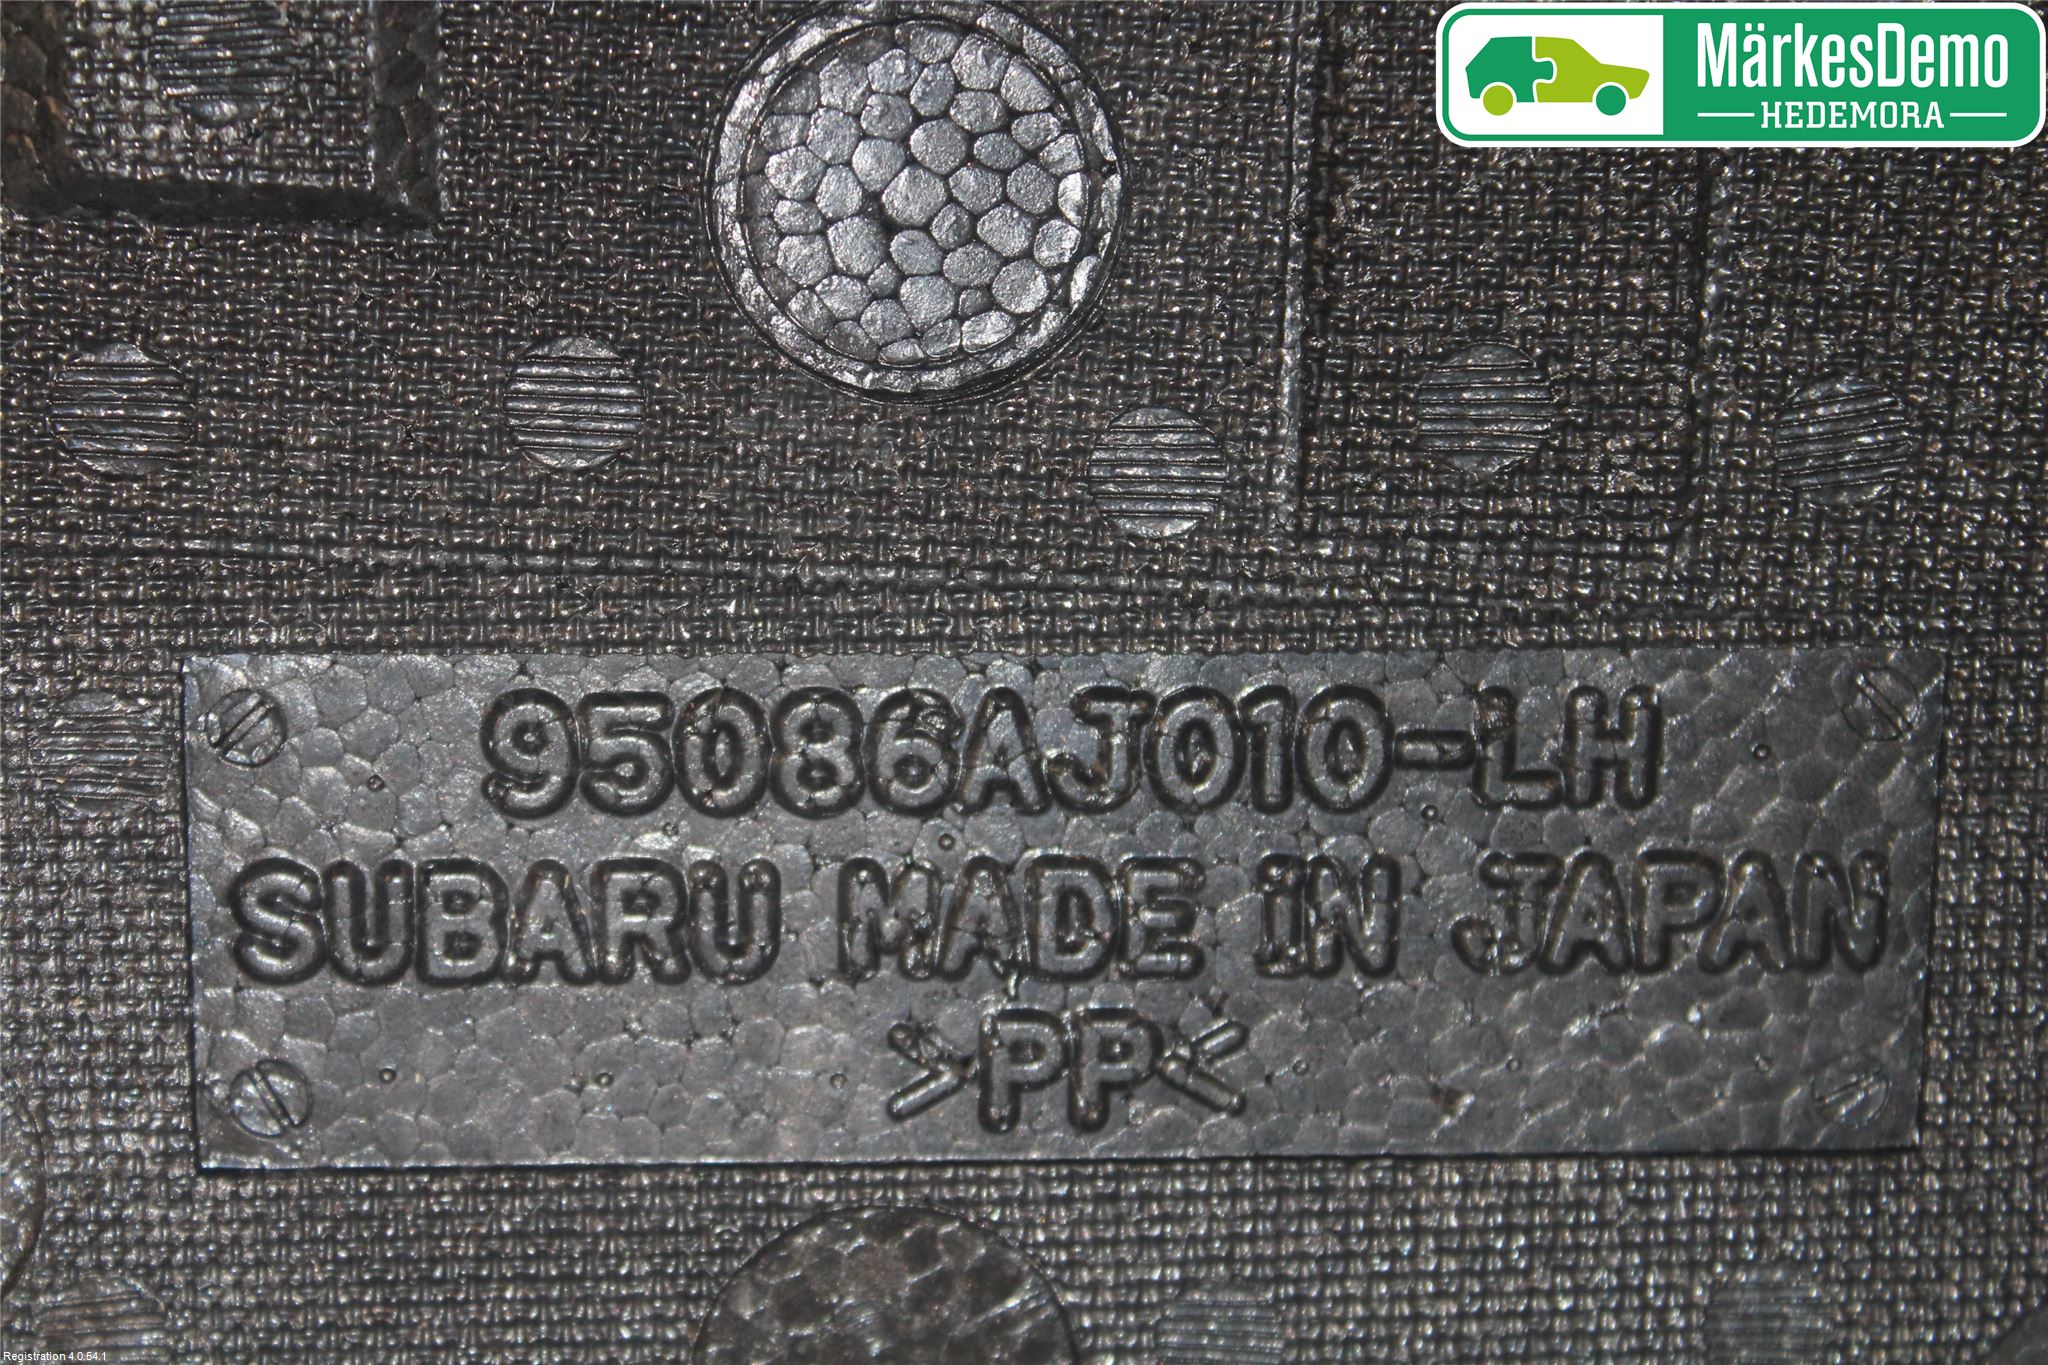 MärkesDemo
HEDEMORA
95086AJ010-LH
SUBARU MADE IN JAPAN
>PP<
Registration 4.0.54.1